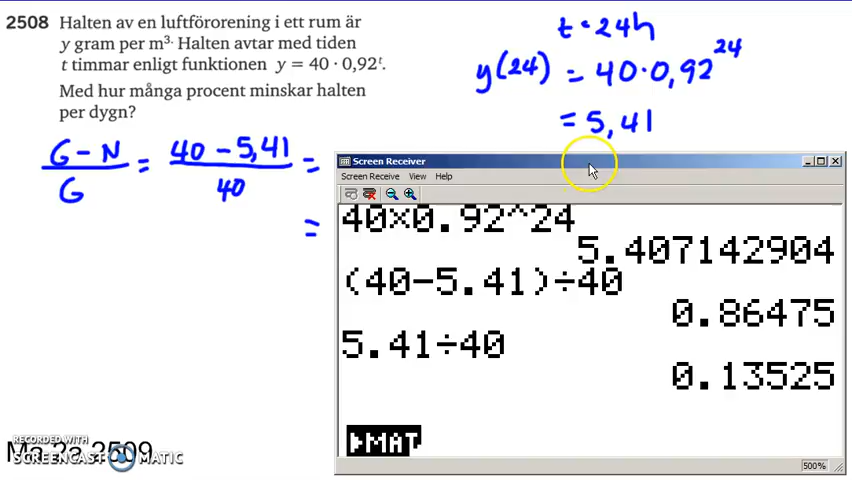 2508 Halten av en luftförorening i ett rum är
y gram per m³. Halten avtar med tiden
t timmar enligt funktionen y = 40 · 0,92ᵗ.
Med hur många procent minskar halten
per dygn?
t = 24h
y(24) = 40 · 0,92²⁴
= 5,41
G - N / G = 40 - 5,41 / 40 =
=
Screen Receiver
Screen Receive View Help
40×0.92^24
5.407142904
(40-5.41)÷40
0.86475
5.41÷40
0.13525
▶MAT
500%
Ma 2a 2509
RECORDED WITH
SCREENCAST MATIC